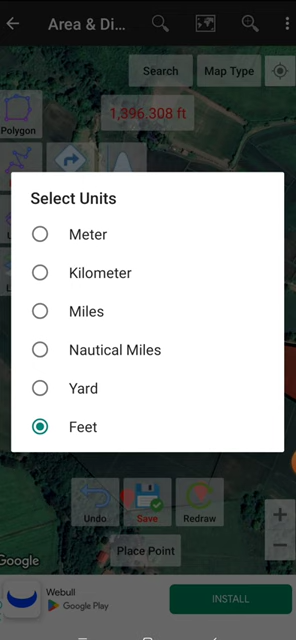 Area & Di...
Search
Map Type
Polygon
1,396.308 ft
Select Units
Meter
Kilometer
Miles
Nautical Miles
Yard
Feet
Undo
Save
Redraw
Place Point
Google
Webull
Google Play
INSTALL